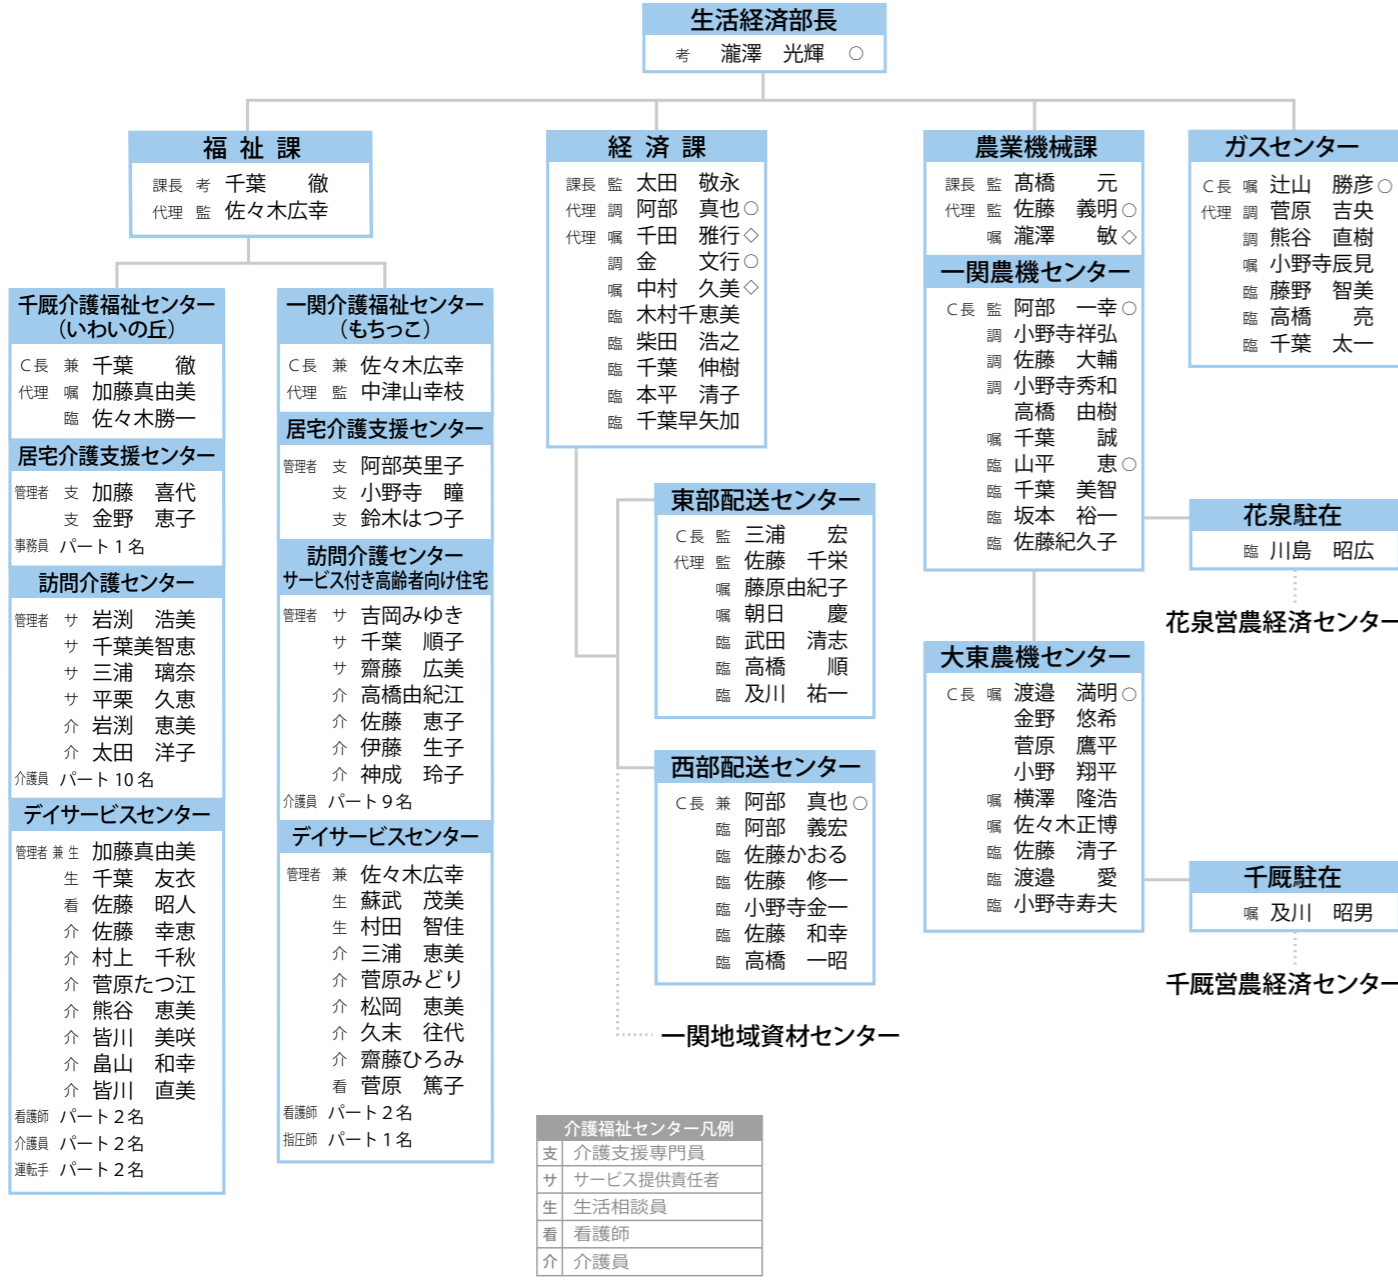 生活経済部長
考 瀧澤 光輝 ○
福祉課
課長 考 千葉 徹
代理 監 佐々木広幸
千厩介護福祉センター
（いわいの丘）
C長 兼 千葉 徹
代理 嘱 加藤真由美
臨 佐々木勝一
居宅介護支援センター
管理者 支 加藤 喜代
支 金野 恵子
事務員 パート1名
訪問介護センター
管理者 サ 岩渕 浩美
サ 千葉美智恵
サ 三浦 璃奈
サ 平栗 久恵
介 岩渕 恵美
介 太田 洋子
介護員 パート10名
デイサービスセンター
管理者 兼 生 加藤真由美
生 千葉 友衣
看 佐藤 昭人
介 佐藤 幸恵
介 村上 千秋
介 菅原たつ江
介 熊谷 恵美
介 皆川 美咲
介 畠山 和幸
介 皆川 直美
看護師 パート2名
介護員 パート2名
運転手 パート2名
一関介護福祉センター
（もちっこ）
C長 兼 佐々木広幸
代理 監 中津山幸枝
居宅介護支援センター
管理者 支 阿部英里子
支 小野寺 瞳
支 鈴木はつ子
訪問介護センター
サービス付き高齢者向け住宅
管理者 サ 吉岡みゆき
サ 千葉 順子
サ 齋藤 広美
介 高橋由紀江
介 佐藤 恵子
介 伊藤 生子
介 神成 玲子
介護員 パート9名
デイサービスセンター
管理者 兼 佐々木広幸
生 蘇武 茂美
生 村田 智佳
介 三浦 恵美
介 菅原みどり
介 松岡 恵美
介 久末 往代
介 齋藤ひろみ
看 菅原 篤子
看護師 パート2名
指圧師 パート1名
経済課
課長 監 太田 敬永
代理 調 阿部 真也○
代理 嘱 千田 雅行◇
調 金 文行○
嘱 中村 久美◇
臨 木村千恵美
臨 柴田 浩之
臨 千葉 伸樹
臨 本平 清子
臨 千葉早矢加
東部配送センター
C長 監 三浦 宏
代理 監 佐藤 千栄
嘱 藤原由紀子
嘱 朝日 慶
臨 武田 清志
臨 高橋 順
臨 及川 祐一
西部配送センター
C長 兼 阿部 真也○
臨 阿部 義宏
臨 佐藤かおる
臨 佐藤 修一
臨 小野寺金一
臨 佐藤 和幸
臨 高橋 一昭
一関地域資材センター
農業機械課
課長 監 髙橋 元
代理 監 佐藤 義明○
嘱 瀧澤 敏◇
一関農機センター
C長 監 阿部 一幸○
調 小野寺祥弘
調 佐藤 大輔
調 小野寺秀和
高橋 由樹
嘱 千葉 誠
臨 山平 恵○
臨 千葉 美智
臨 坂本 裕一
臨 佐藤紀久子
花泉駐在
臨 川島 昭広
花泉営農経済センター
大東農機センター
C長 嘱 渡邉 満明○
金野 悠希
菅原 鷹平
小野 翔平
嘱 横澤 隆浩
嘱 佐々木正博
臨 佐藤 清子
臨 渡邉 愛
臨 小野寺寿夫
千厩駐在
嘱 及川 昭男
千厩営農経済センター
ガスセンター
C長 嘱 辻山 勝彦○
代理 調 菅原 吉央
調 熊谷 直樹
嘱 小野寺辰見
臨 藤野 智美
臨 高橋 亮
臨 千葉 太一
介護福祉センター凡例
支 介護支援専門員
サ サービス提供責任者
生 生活相談員
看 看護師
介 介護員